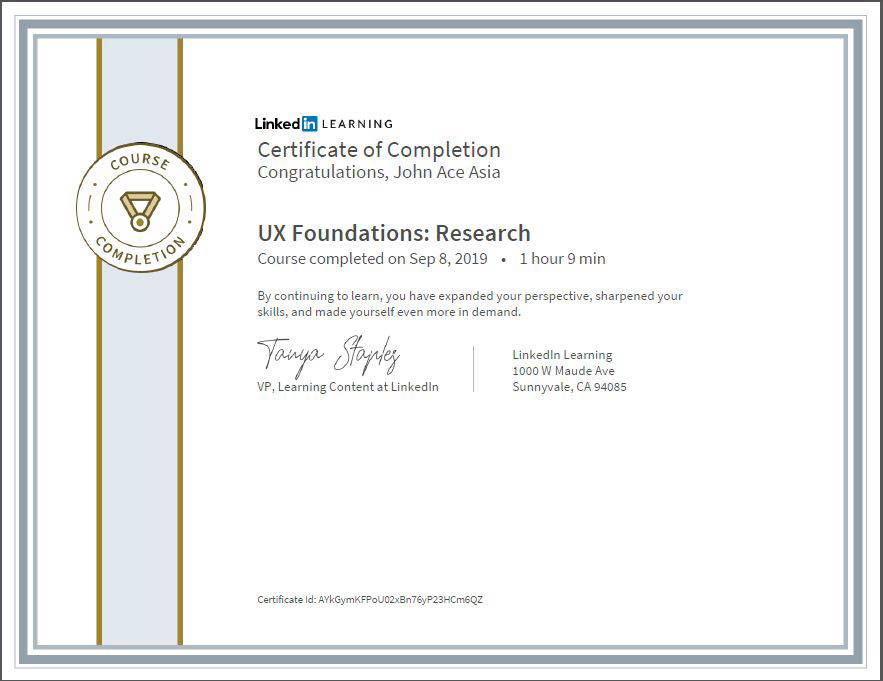 COURSE
COMPLETION
Linked in LEARNING
Certificate of Completion
Congratulations, John Ace Asia
UX Foundations: Research
Course completed on Sep 8, 2019 • 1 hour 9 min
By continuing to learn, you have expanded your perspective, sharpened your
skills, and made yourself even more in demand.
Tanya Staples
VP, Learning Content at LinkedIn
LinkedIn Learning
1000 W Maude Ave
Sunnyvale, CA 94085
Certificate Id: AYkGymKFPoU02xBn76yP23HCm6QZ